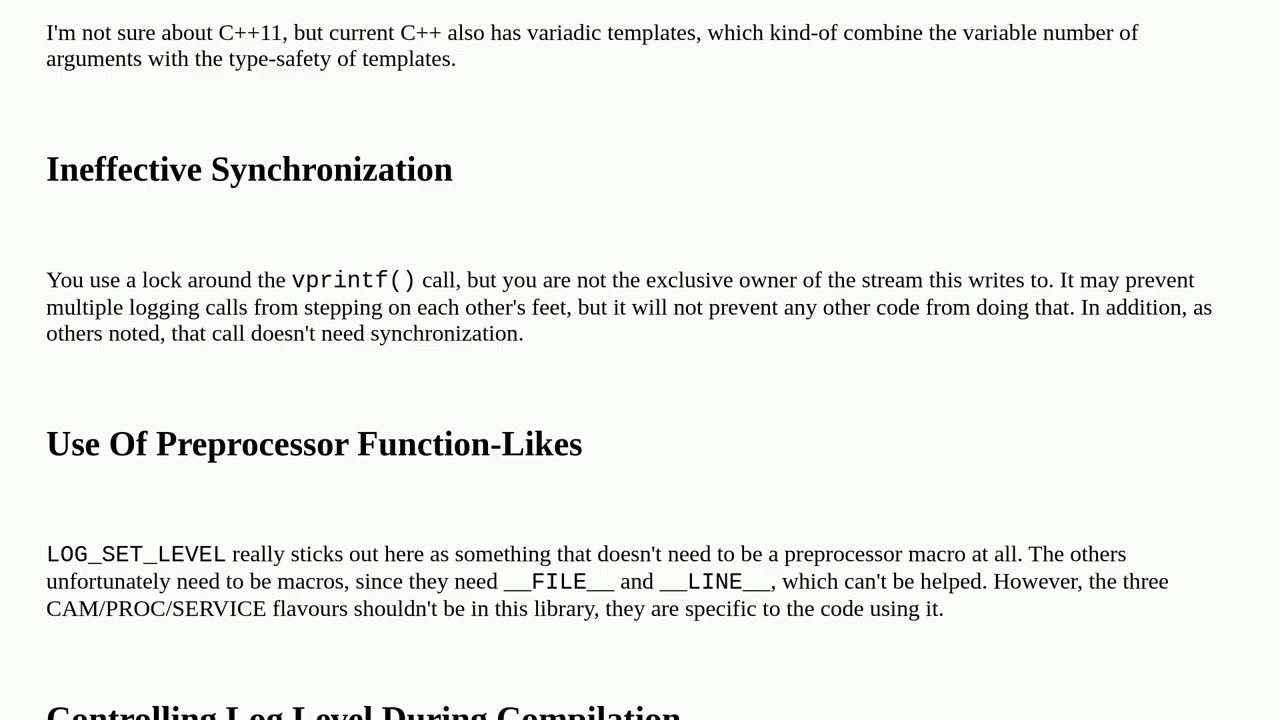 I'm not sure about C++11, but current C++ also has variadic templates, which kind-of combine the variable number of
arguments with the type-safety of templates.
Ineffective Synchronization
You use a lock around the vprintf() call, but you are not the exclusive owner of the stream this writes to. It may prevent
multiple logging calls from stepping on each other's feet, but it will not prevent any other code from doing that. In addition, as
others noted, that call doesn't need synchronization.
Use Of Preprocessor Function-Likes
LOG_SET_LEVEL really sticks out here as something that doesn't need to be a preprocessor macro at all. The others
unfortunately need to be macros, since they need __FILE__ and __LINE__, which can't be helped. However, the three
CAM/PROC/SERVICE flavours shouldn't be in this library, they are specific to the code using it.
Controlling Log Level During Compilation